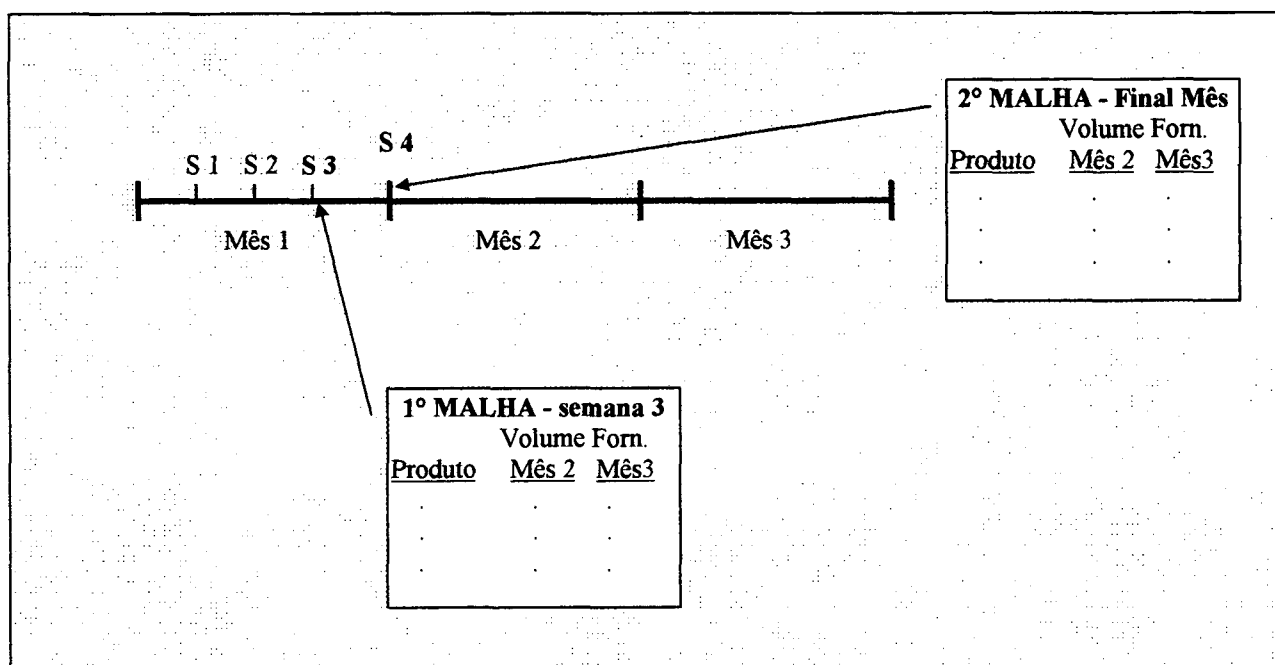 2° MALHA - Final Mês
Volume Forn.
Produto Mês 2 Mês3
S 4
S 1 S 2 S 3
Mês 1 Mês 2 Mês 3
1° MALHA - semana 3
Volume Forn.
Produto Mês 2 Mês3